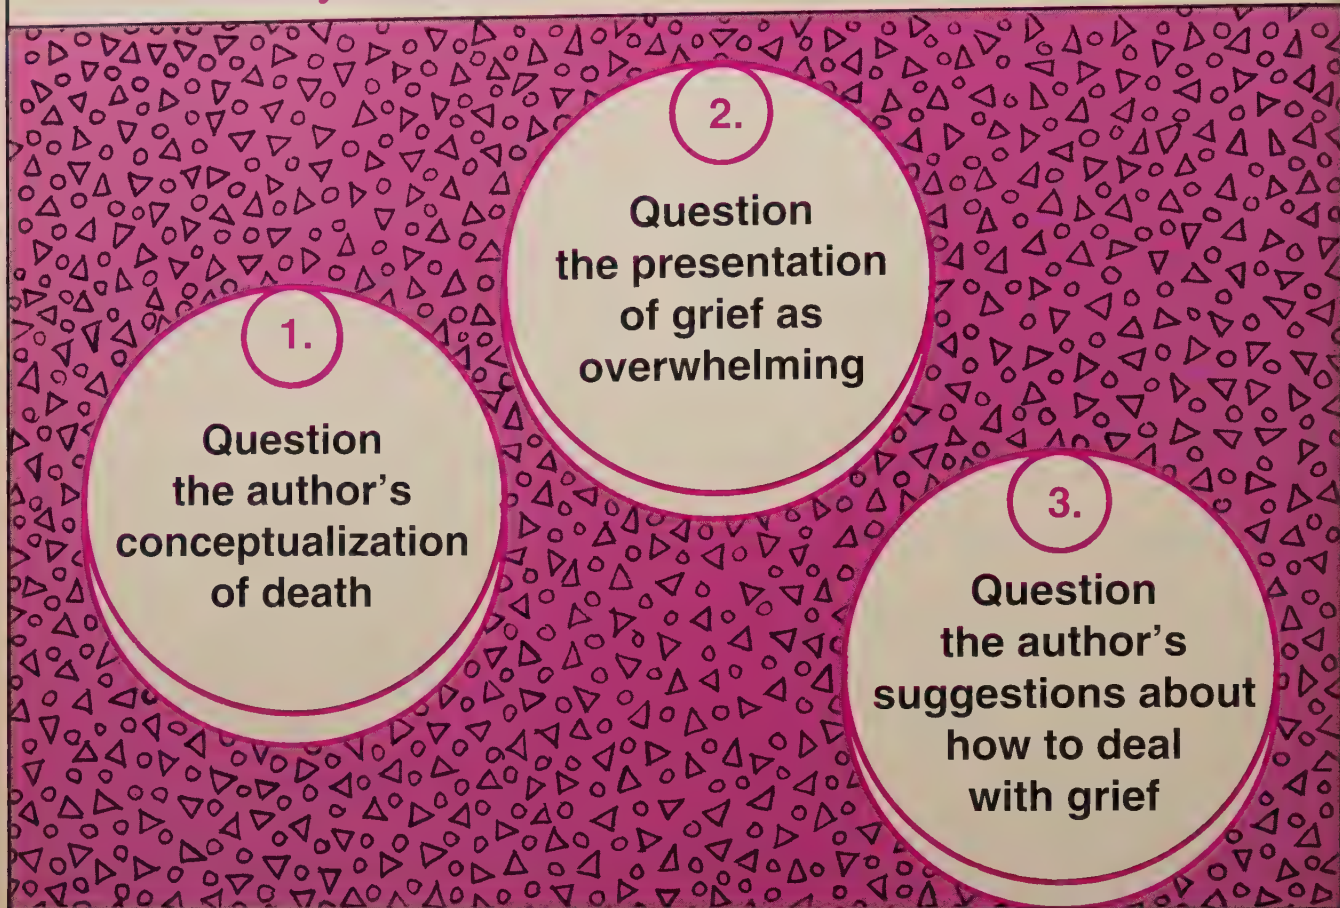 1.
Question
the author's
conceptualization
of death
2.
Question
the presentation
of grief as
overwhelming
3.
Question
the author's
suggestions about
how to deal
with grief